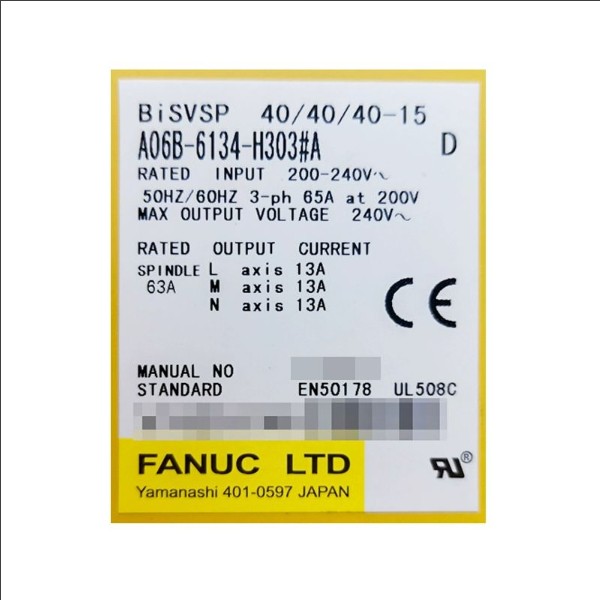 BiSVSP 40/40/40-15
A06B-6134-H303#A D
RATED INPUT 200-240V~
50HZ/60HZ 3-ph 65A at 200V
MAX OUTPUT VOLTAGE 240V~
RATED OUTPUT CURRENT
SPINDLE L axis 13A
63A M axis 13A
N axis 13A
CE
MANUAL NO
STANDARD EN50178 UL508C
FANUC LTD
Yamanashi 401-0597 JAPAN